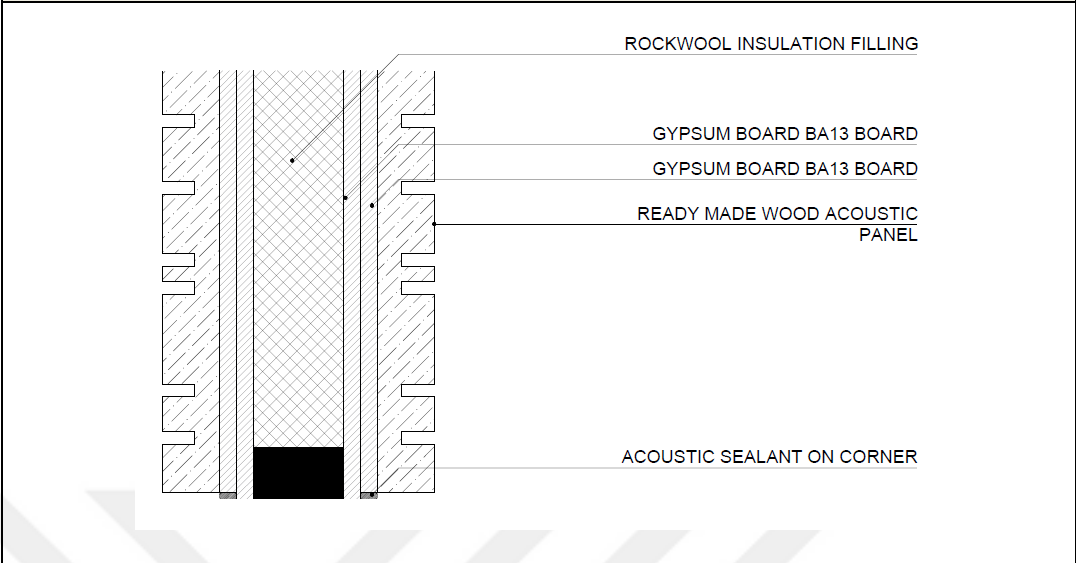 ROCKWOOL INSULATION FILLING
GYPSUM BOARD BA13 BOARD
GYPSUM BOARD BA13 BOARD
READY MADE WOOD ACOUSTIC
PANEL
ACOUSTIC SEALANT ON CORNER